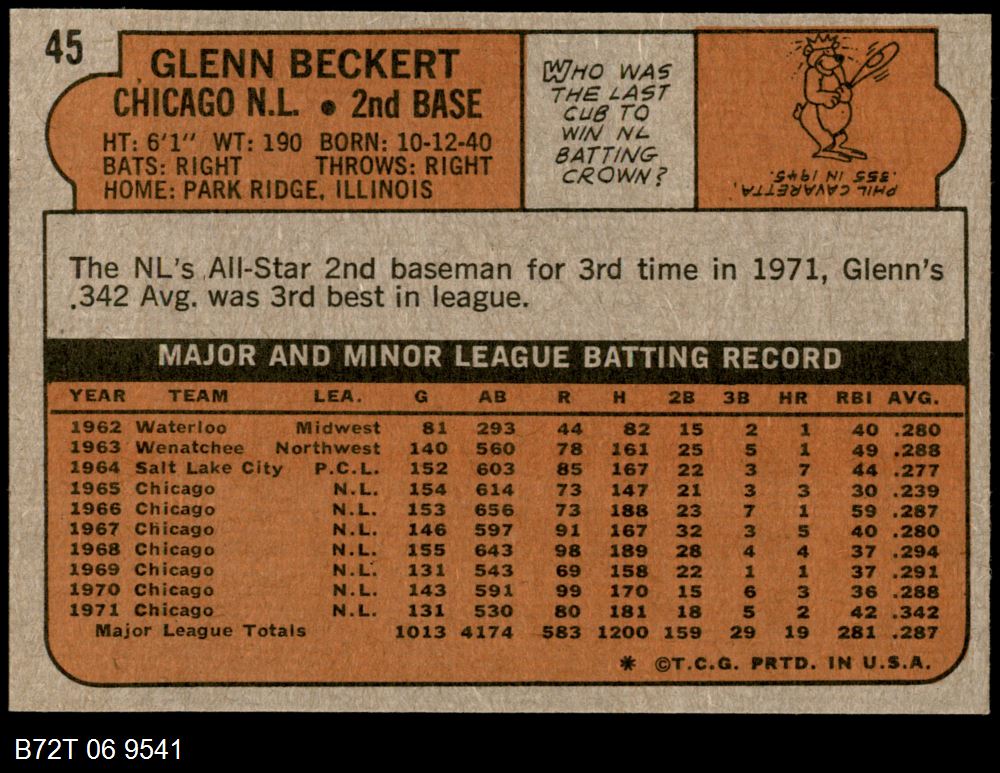 45
GLENN BECKERT
CHICAGO N.L. • 2nd BASE
HT: 6'1" WT: 190 BORN: 10-12-40
BATS: RIGHT THROWS: RIGHT
HOME: PARK RIDGE, ILLINOIS
WHO WAS
THE LAST
CUB TO
WIN NL
BATTING
CROWN?
PHIL CAVARETTA,
.355 IN 1945.
The NL's All-Star 2nd baseman for 3rd time in 1971, Glenn's
.342 Avg. was 3rd best in league.
MAJOR AND MINOR LEAGUE BATTING RECORD
YEAR TEAM LEA. G AB R H 2B 3B HR RBI AVG.
1962 Waterloo Midwest 81 293 44 82 15 2 1 40 .280
1963 Wenatchee Northwest 140 560 78 161 25 5 1 49 .288
1964 Salt Lake City P.C.L. 152 603 85 167 22 3 7 44 .277
1965 Chicago N.L. 154 614 73 147 21 3 3 30 .239
1966 Chicago N.L. 153 656 73 188 23 7 1 59 .287
1967 Chicago N.L. 146 597 91 167 32 3 5 40 .280
1968 Chicago N.L. 155 643 98 189 28 4 4 37 .294
1969 Chicago N.L. 131 543 69 158 22 1 1 37 .291
1970 Chicago N.L. 143 591 99 170 15 6 3 36 .288
1971 Chicago N.L. 131 530 80 181 18 5 2 42 .342
Major League Totals 1013 4174 583 1200 159 29 19 281 .287
* ©T.C.G. PRTD. IN U.S.A.
B72T 06 9541